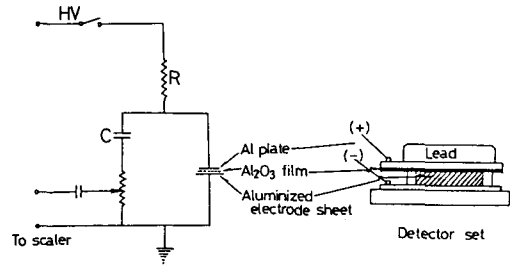 HV
R
C
Al plate
Al₂O₃ film
Aluminized
electrode sheet
To scaler
(+)
(-)
Lead
Detector set